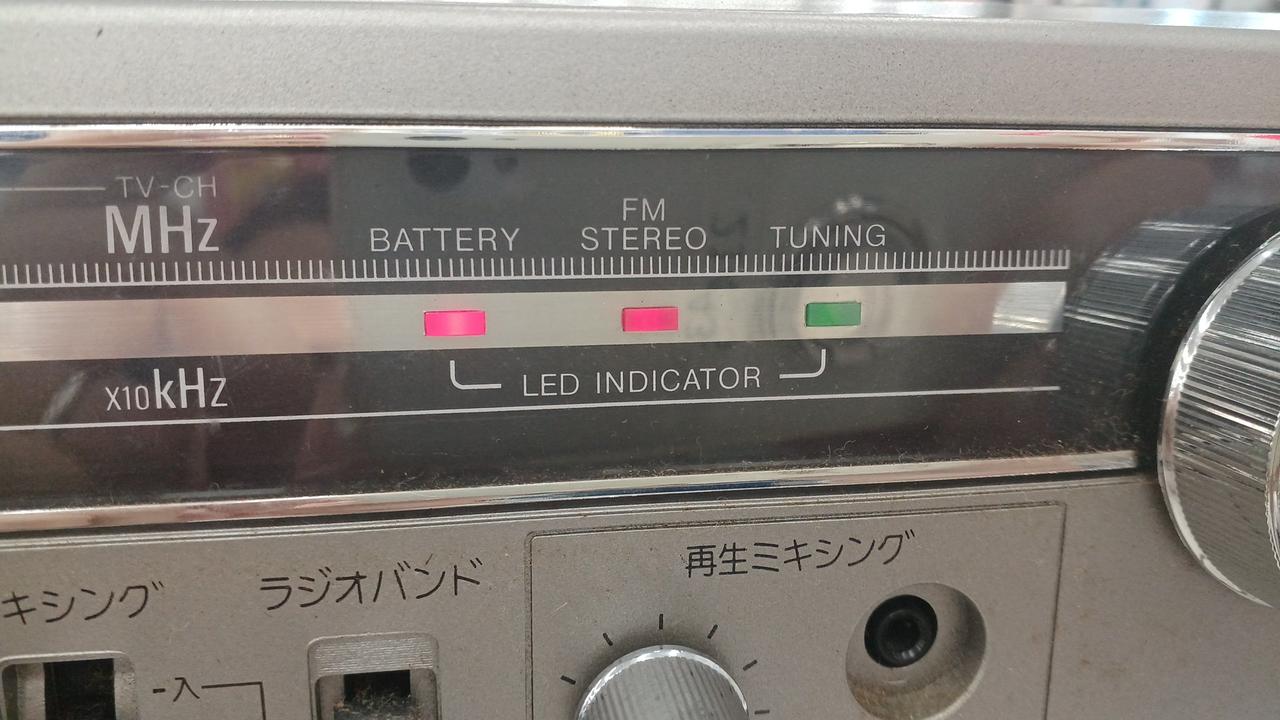 TV-CH
MHz
BATTERY
FM
STEREO
TUNING
X10kHz
LED INDICATOR
キシング
ラジオバンド
再生ミキシング
入